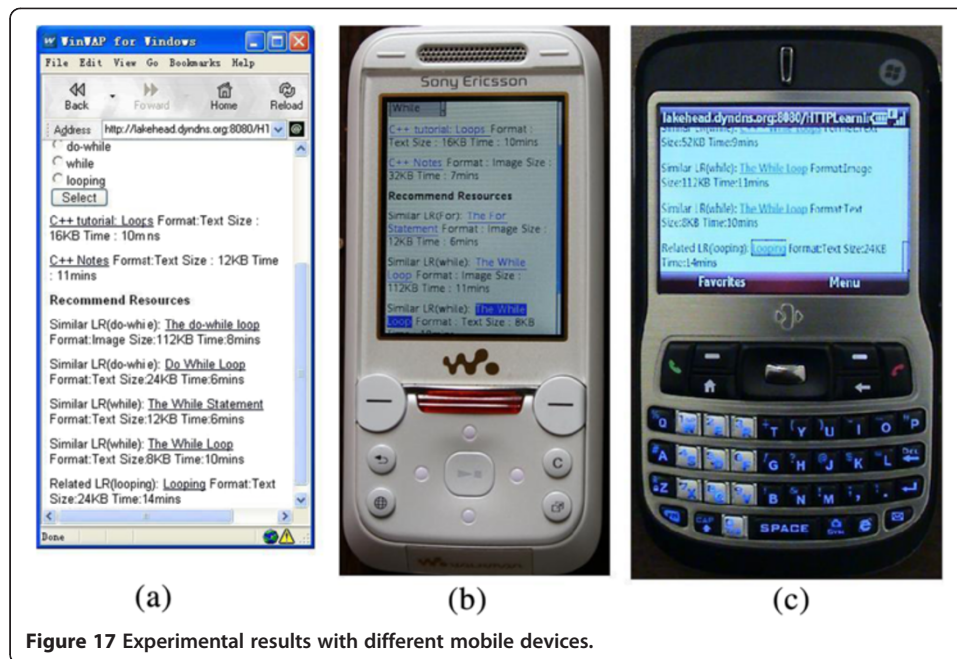 WinWAP for Windows
File Edit View Go Bookmarks Help
Back Forward Home Reload
Address http://lakehead.dyndns.org:8080/HT
do-while
while
looping
Select
C++ tutorial: Loops Format:Text Size :
16KB Time : 10mns
C++ Notes Format:Text Size : 12KB Time
: 11mins
Recommend Resources
Similar LR(do-whie): The do-while loop
Format:Image Size:112KB Time:8mins
Similar LR(do-whie): Do While Loop
Format:Text Size:24KB Time:6mins
Similar LR(while): The While Statement
Format:Text Size:12KB Time:6mins
Similar LR(while): The While Loop
Format:Text Size:8KB Time:10mins
Related LR(looping): Looping Format:Text
Size:24KB Time:14mins
Done
(a)
Sony Ericsson
While
C++ tutorial: Loops Format :
Text Size : 16KB Time : 10mins
C++ Notes Format : Image Size :
32KB Time : 7mins
Recommend Resources
Similar LR(For): The For
Statement Format : Image Size :
12KB Time : 6mins
Similar LR(while): The While
Loop Format : Image Size :
112KB Time : 11mins
Similar LR(while): The While
Loop Format : Text Size : 8KB
C
(b)
lakehead.dyndns.org:8080/HTTPLearnin
Size:52KB Time:9mins
Similar LR(while): The While Loop Format:Image
Size:112KB Time:11mins
Similar LR(while): The While Loop Format:Text
Size:8KB Time:10mins
Related LR(looping): Looping Format:Text Size:24KB
Time:14mins
Favorites Menu
Q T Y U I O P
A G H J K L
Z B N M
CAP SPACE
(c)
Figure 17 Experimental results with different mobile devices.